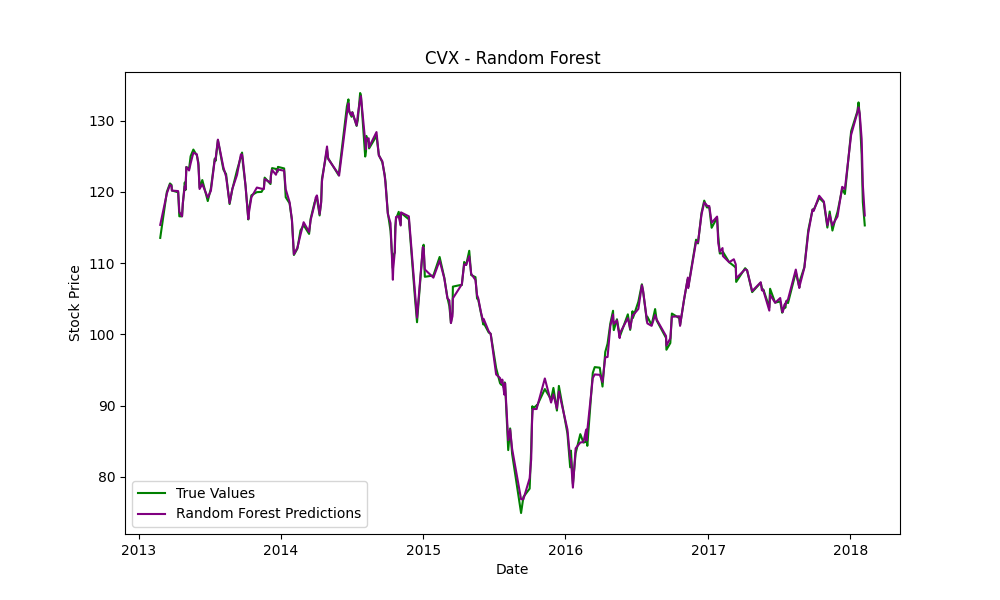 CVX - Random Forest
Stock Price
130
120
110
100
90
80
True Values
Random Forest Predictions
2013
2014
2015
2016
2017
2018
Date